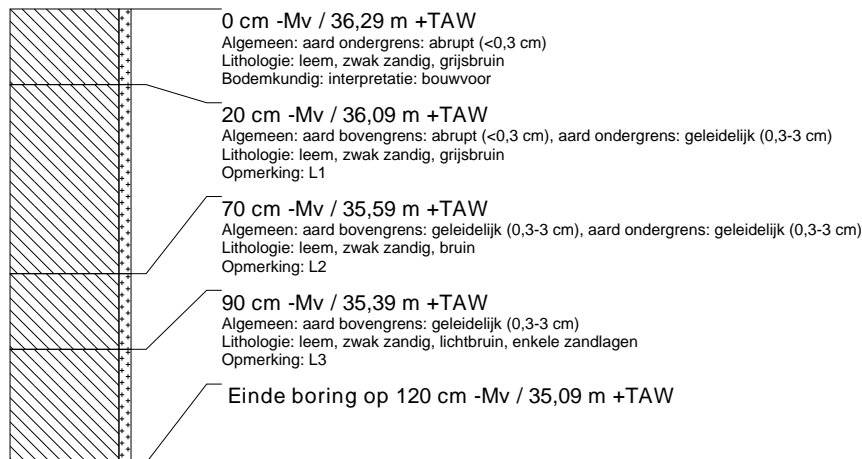 0 cm -Mv / 36,29 m +TAW
Algemeen: aard ondergrens: abrupt (<0,3 cm)
Lithologie: leem, zwak zandig, grijsbruin
Bodemkundig: interpretatie: bouwvoor
20 cm -Mv / 36,09 m +TAW
Algemeen: aard bovengrens: abrupt (<0,3 cm), aard ondergrens: geleidelijk (0,3-3 cm)
Lithologie: leem, zwak zandig, grijsbruin
Opmerking: L1
70 cm -Mv / 35,59 m +TAW
Algemeen: aard bovengrens: geleidelijk (0,3-3 cm), aard ondergrens: geleidelijk (0,3-3 cm)
Lithologie: leem, zwak zandig, bruin
Opmerking: L2
90 cm -Mv / 35,39 m +TAW
Algemeen: aard bovengrens: geleidelijk (0,3-3 cm)
Lithologie: leem, zwak zandig, lichtbruin, enkele zandlagen
Opmerking: L3
Einde boring op 120 cm -Mv / 35,09 m +TAW